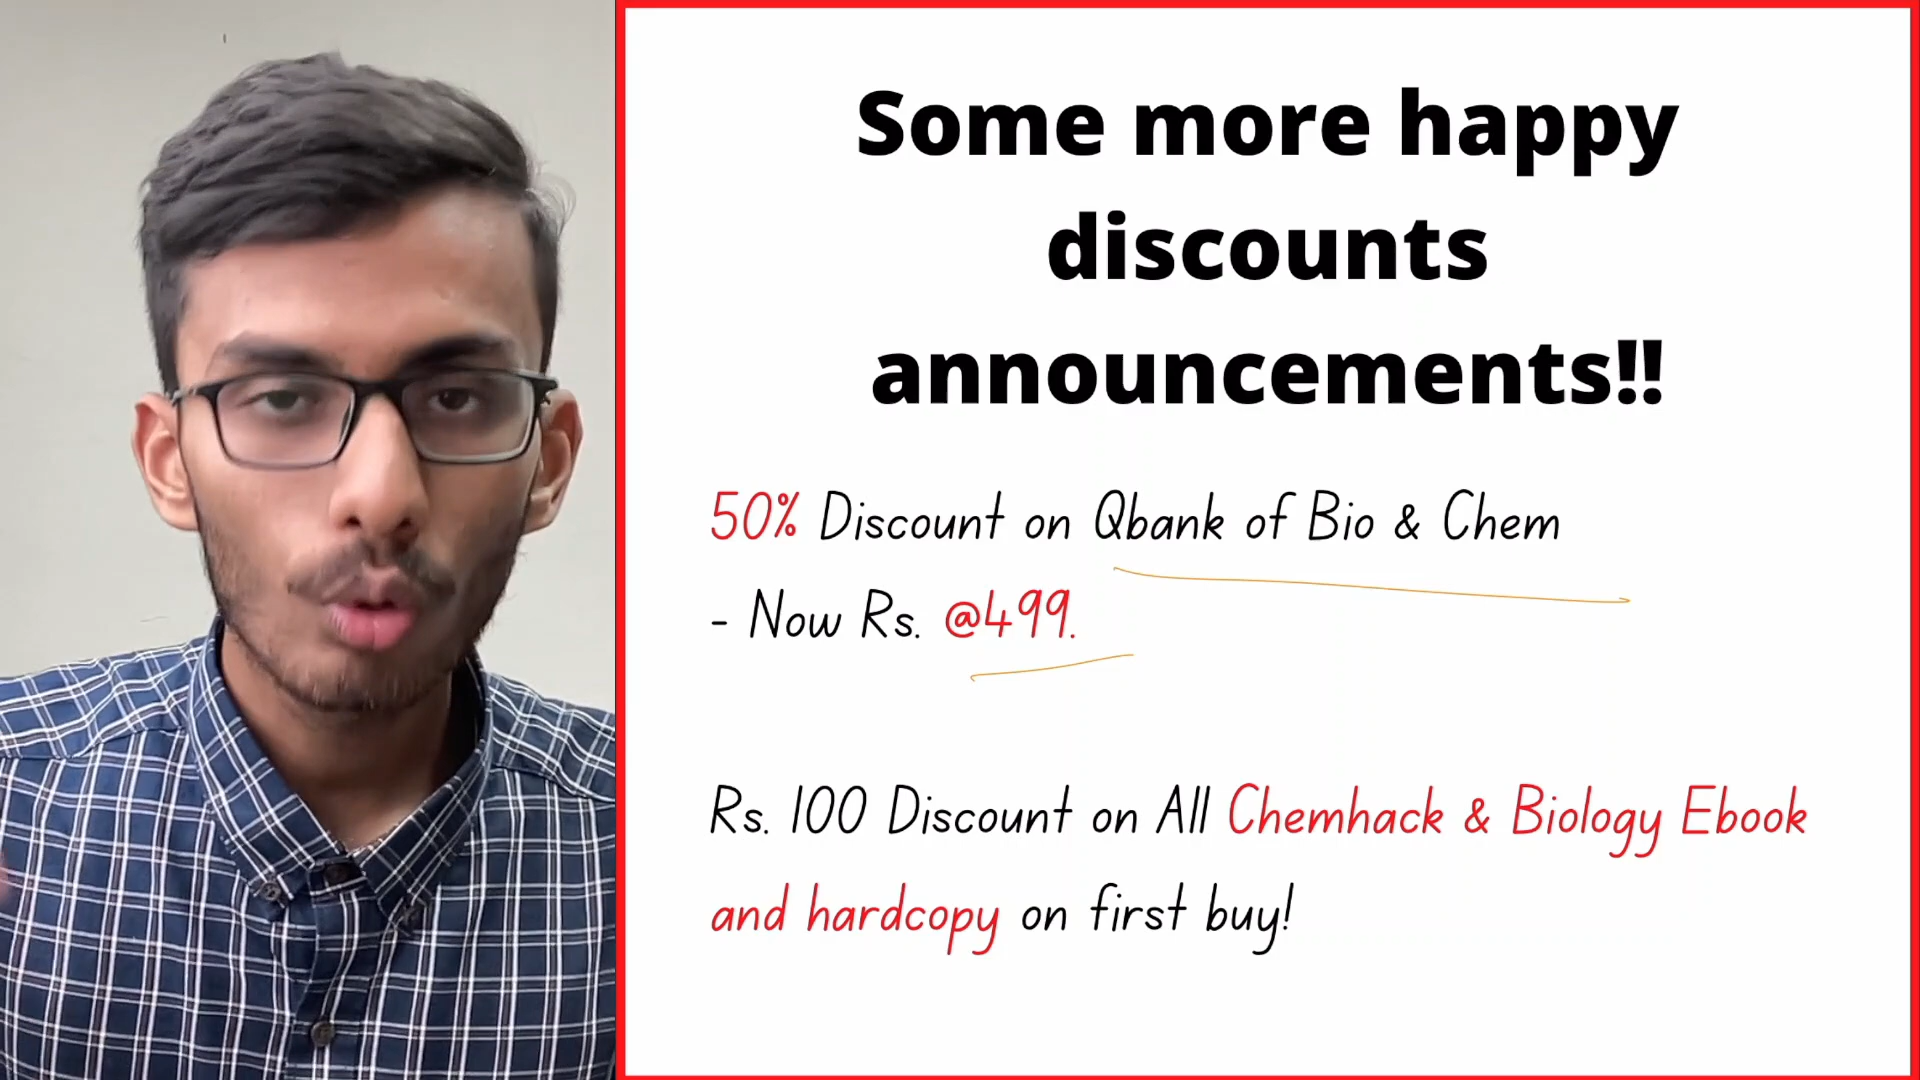 Some more happy
discounts
announcements!!
50% Discount on Qbank of Bio & Chem
- Now Rs. @499.
Rs. 100 Discount on All Chemhack & Biology Ebook
and hardcopy on first buy!